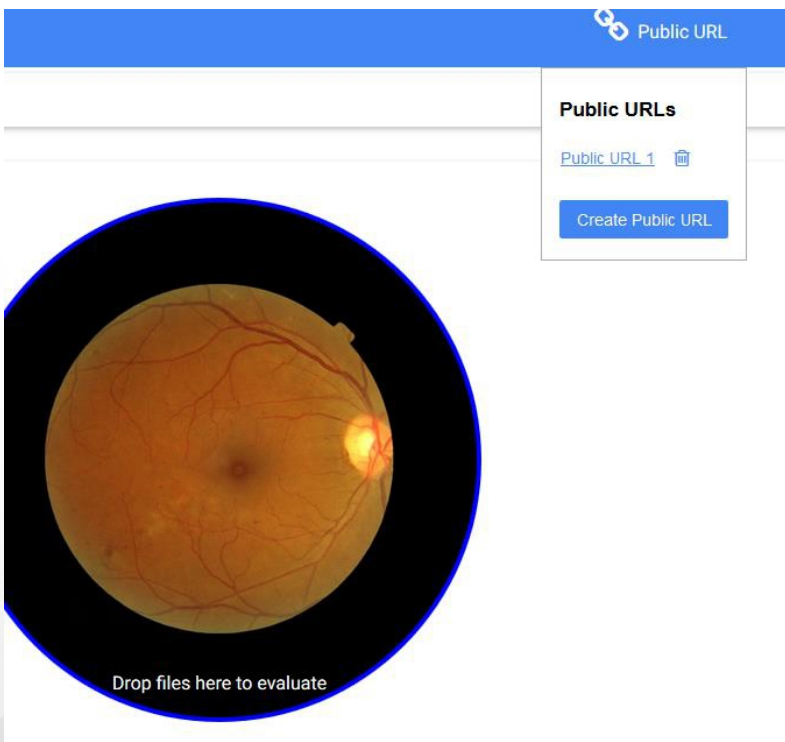 Public URL
Public URLs
Public URL 1
Create Public URL
Drop files here to evaluate